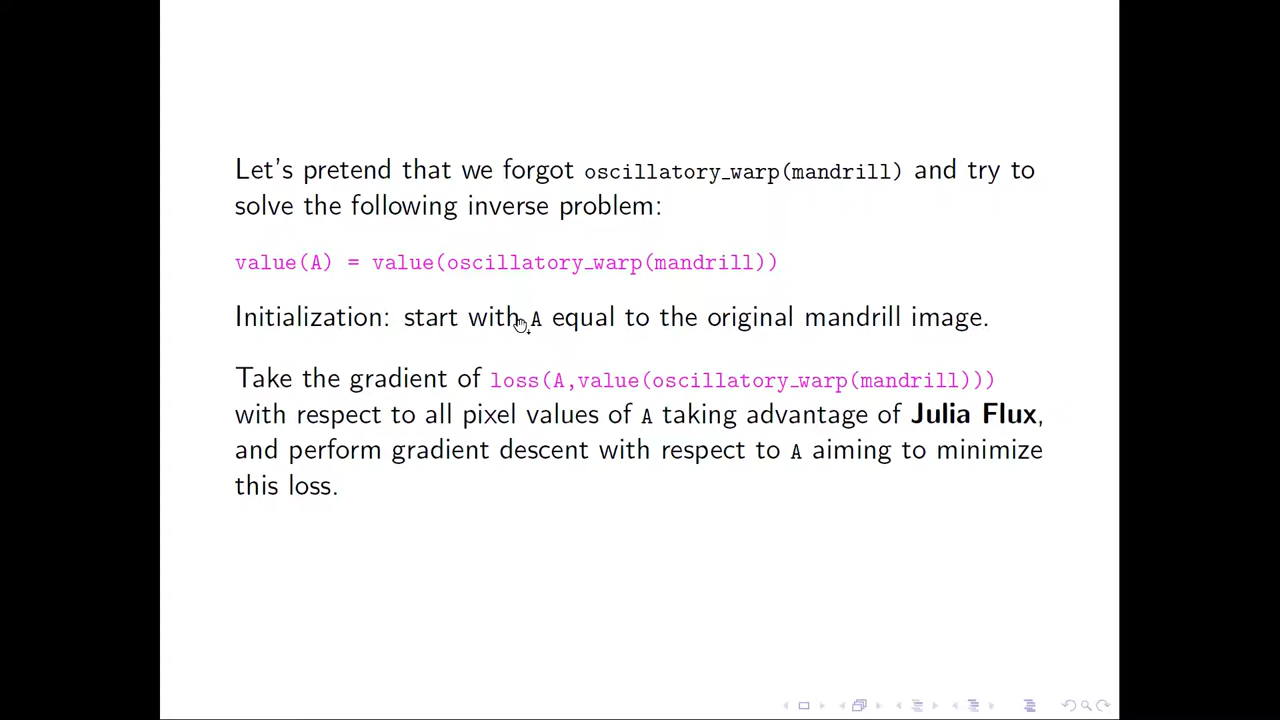 Let's pretend that we forgot oscillatory_warp(mandrill) and try to
solve the following inverse problem:
value(A) = value(oscillatory_warp(mandrill))
Initialization: start with A equal to the original mandrill image.
Take the gradient of loss(A,value(oscillatory_warp(mandrill)))
with respect to all pixel values of A taking advantage of Julia Flux,
and perform gradient descent with respect to A aiming to minimize
this loss.